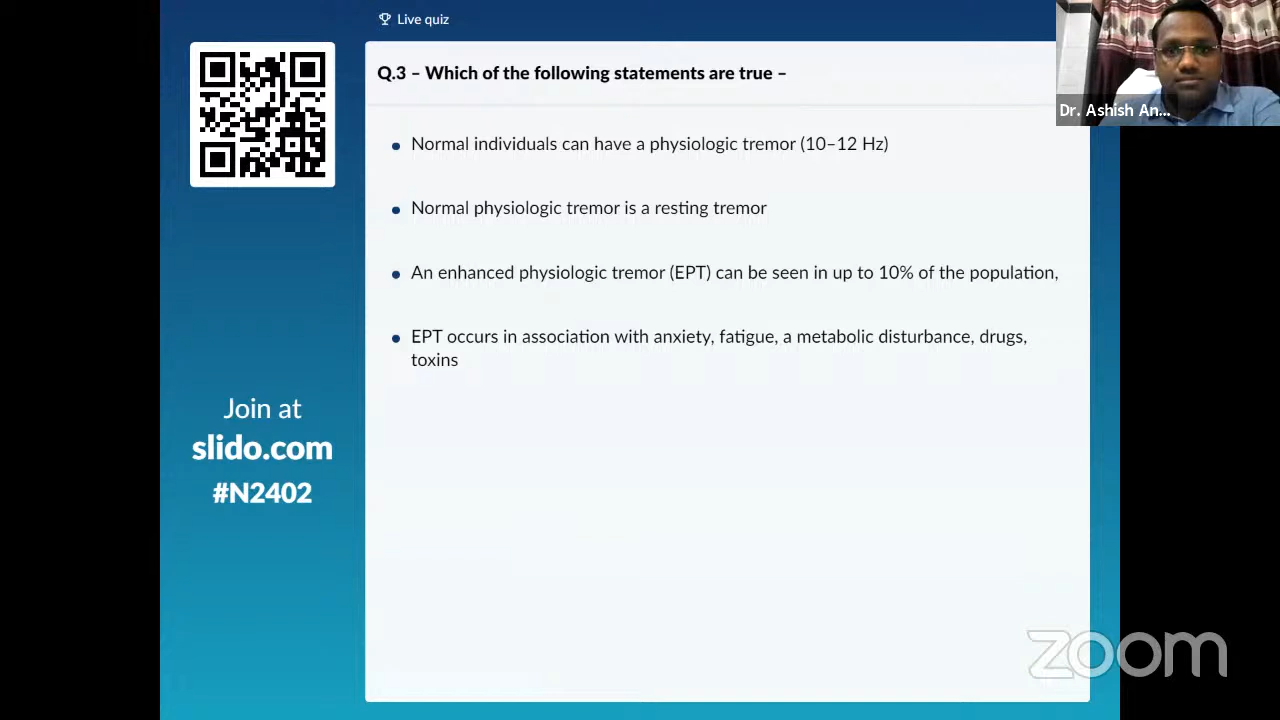 Live quiz
Q.3 – Which of the following statements are true –
Dr. Ashish An...
• Normal individuals can have a physiologic tremor (10–12 Hz)
• Normal physiologic tremor is a resting tremor
• An enhanced physiologic tremor (EPT) can be seen in up to 10% of the population,
• EPT occurs in association with anxiety, fatigue, a metabolic disturbance, drugs,
toxins
Join at
slido.com
#N2402
zoom